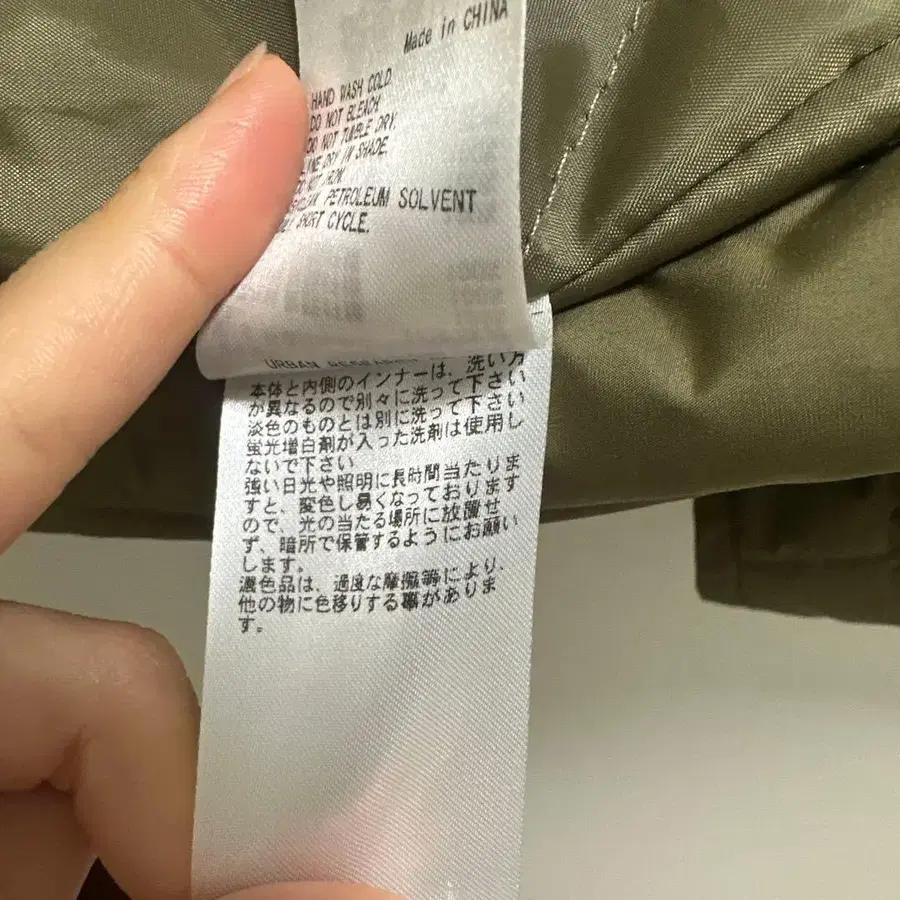 Made in CHINA
HAND WASH COLD.
DO NOT BLEACH
DO NOT TUMBLE DRY.
LINE DRY IN SHADE.
DO NOT IRON.
PETROLEUM SOLVENT
SHORT CYCLE.
URBAN RESEARCH
本体と内側のインナーは、洗い方
が異なるので別々に洗って下さい
淡色のものとは別に洗って下さい
蛍光増白剤が入った洗剤は使用し
ないで下さい
強い日光や照明に長時間当たりま
すと、変色し易くなっております
ので、光の当たる場所に放置せ
ず、暗所で保管するようにお願い
します。
濃色品は、過度な摩擦等により、
他の物に色移りする事がありま
す。